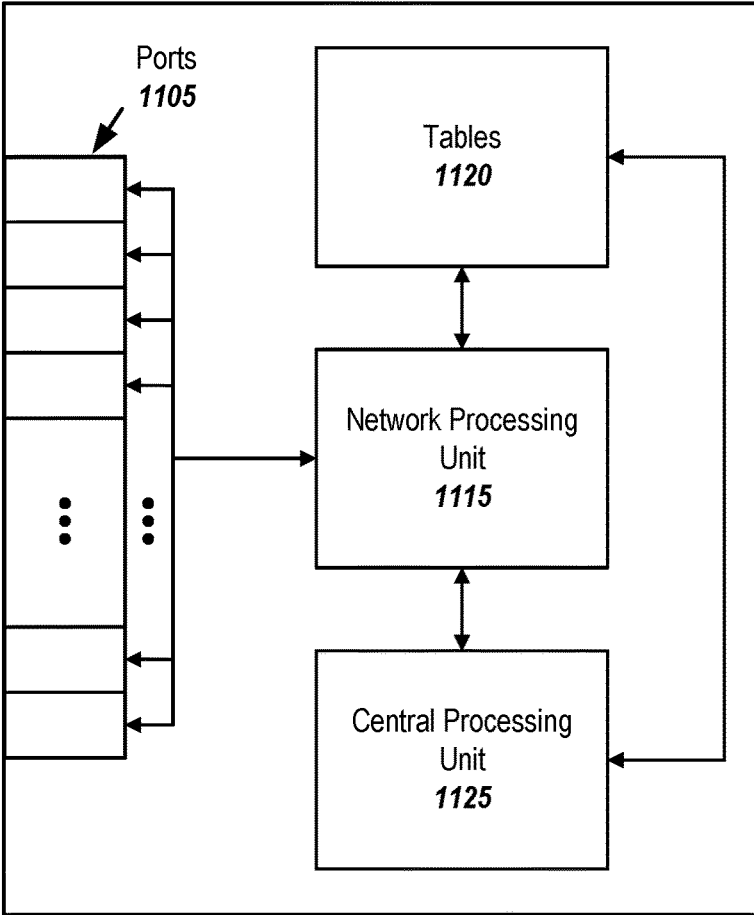 Ports
1105
Tables
1120
Network Processing
Unit
1115
Central Processing
Unit
1125